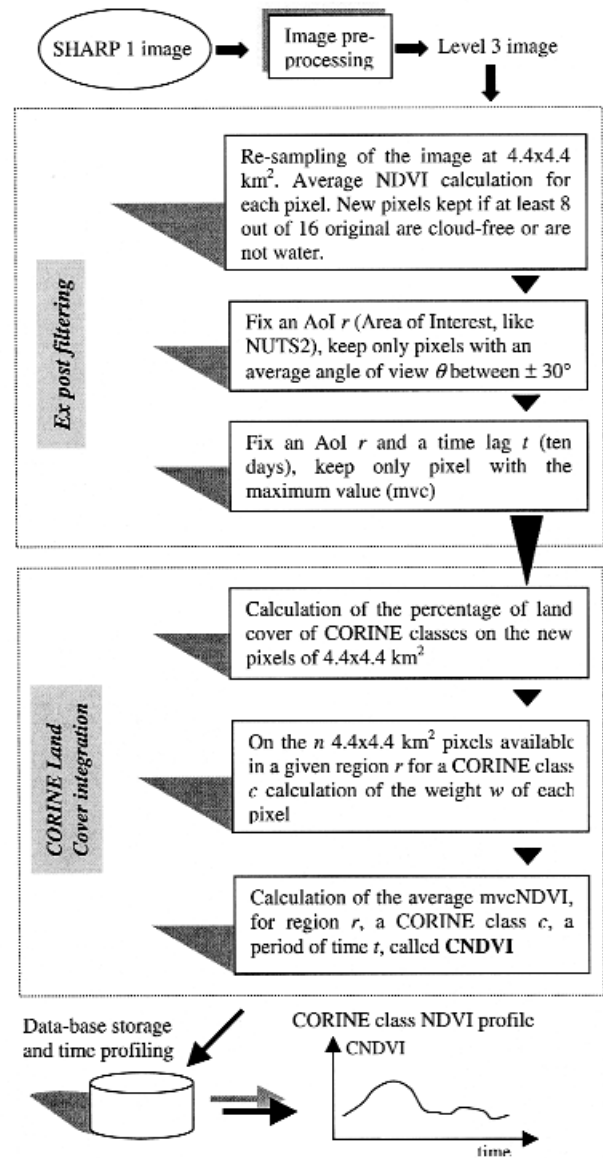 SHARP 1 image
Image pre-
processing
Level 3 image
Re-sampling of the image at 4.4x4.4
km². Average NDVI calculation for
each pixel. New pixels kept if at least 8
out of 16 original are cloud-free or are
not water.
Ex post filtering
Fix an AoI r (Area of Interest, like
NUTS2), keep only pixels with an
average angle of view θ between ± 30°
Fix an AoI r and a time lag t (ten
days), keep only pixel with the
maximum value (mvc)
Calculation of the percentage of land
cover of CORINE classes on the new
pixels of 4.4x4.4 km²
CORINE Land
Cover integration
On the n 4.4x4.4 km² pixels available
in a given region r for a CORINE class
c calculation of the weight w of each
pixel
Calculation of the average mvcNDVI,
for region r, a CORINE class c, a
period of time t, called CNDVI
Data-base storage
and time profiling
CORINE class NDVI profile
CNDVI
time